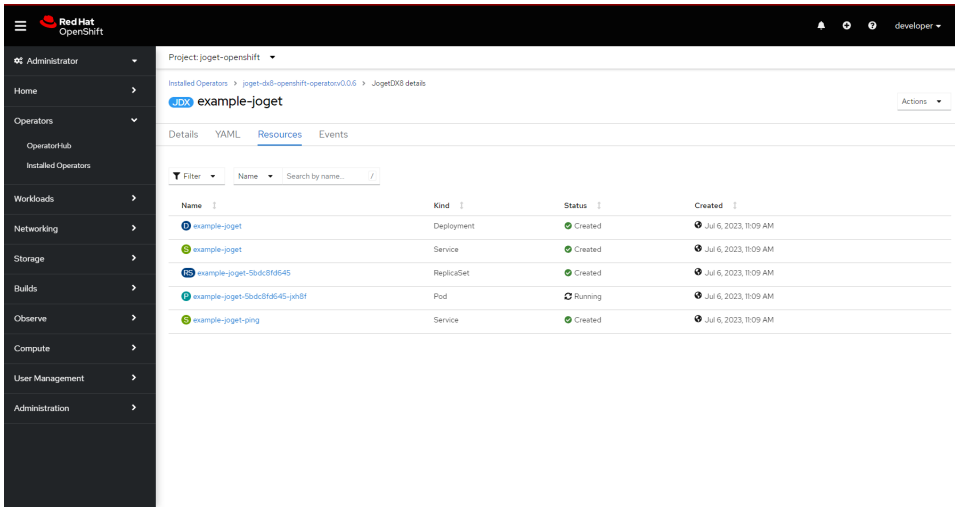 Red Hat
OpenShift
developer
Administrator
Home
Operators
OperatorHub
Installed Operators
Workloads
Networking
Storage
Builds
Observe
Compute
User Management
Administration
Project: joget-openshift
Installed Operators > joget-dx8-openshift-operator.v0.0.6 > JogetDX8 details
JDX example-joget
Actions
Details YAML Resources Events
Filter Name Search by name... /
Name Kind Status Created
D example-joget Deployment Created Jul 6, 2023, 11:09 AM
S example-joget Service Created Jul 6, 2023, 11:09 AM
RS example-joget-5bdc8fd645 ReplicaSet Created Jul 6, 2023, 11:09 AM
P example-joget-5bdc8fd645-jxh8f Pod Running Jul 6, 2023, 11:09 AM
S example-joget-ping Service Created Jul 6, 2023, 11:09 AM